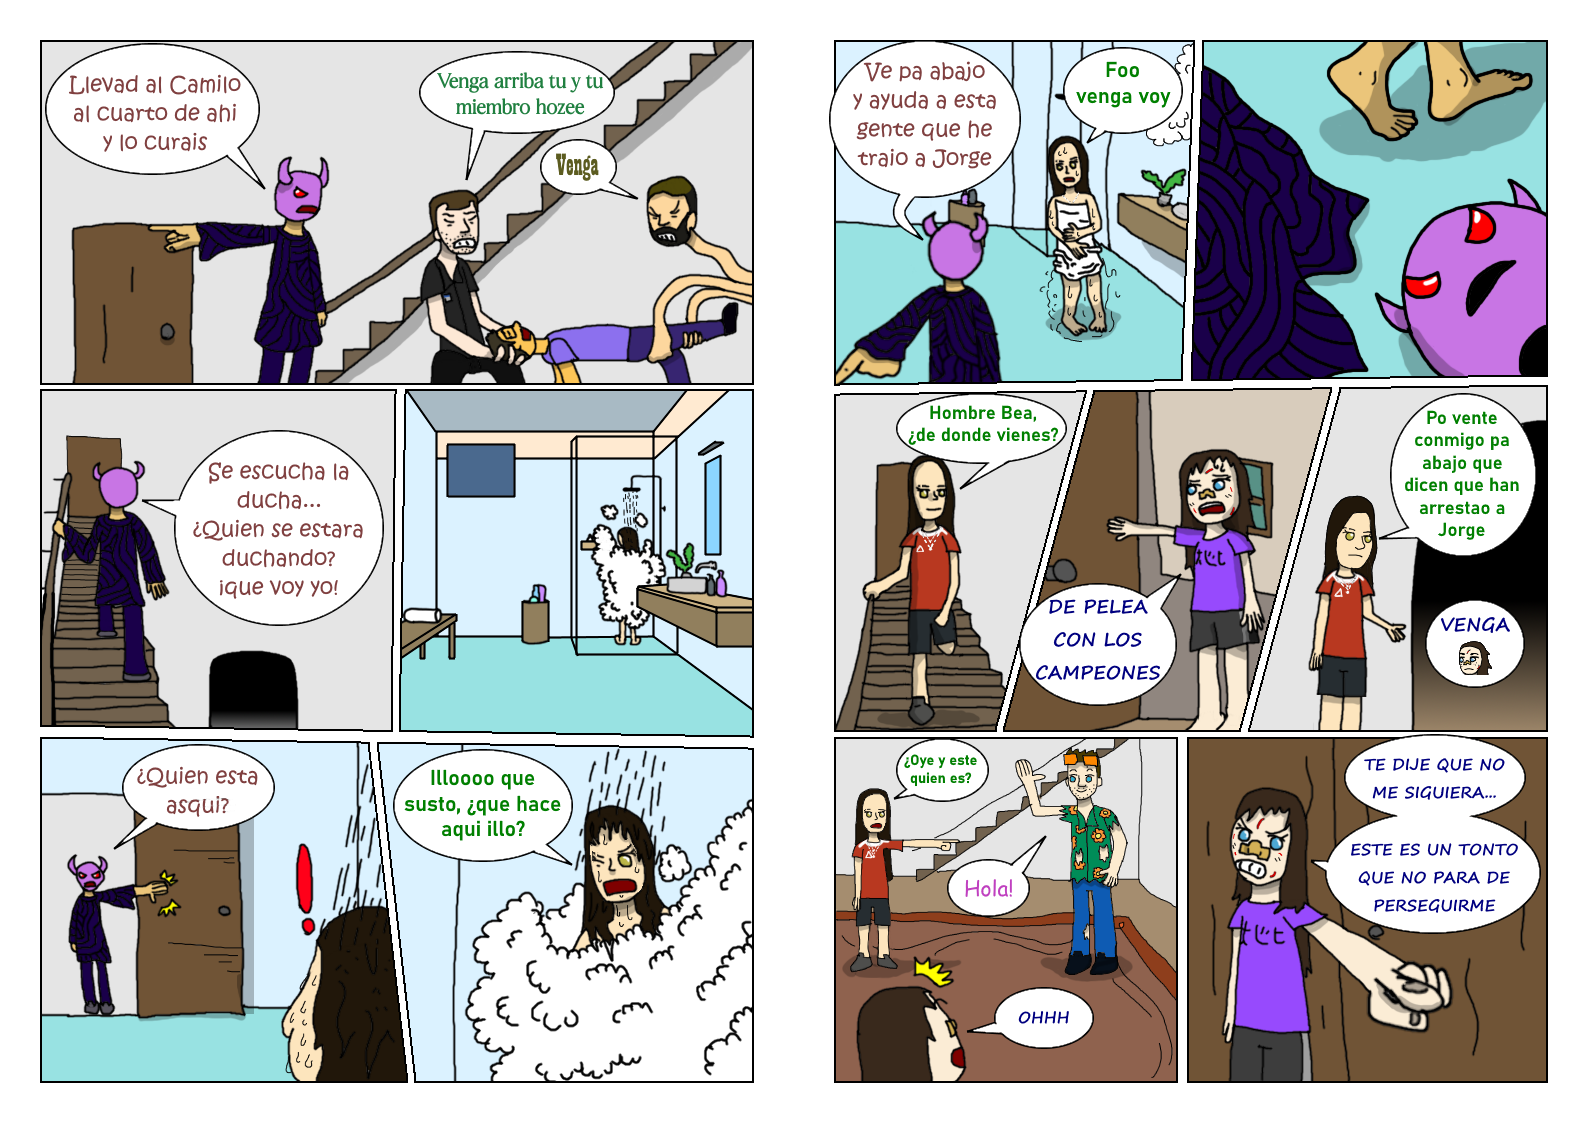 Llevad al Camilo
al cuarto de ahi
y lo curais
Venga arriba tu y tu
miembro hozee
Venga
Se escucha la
ducha...
¿Quien se estara
duchando?
¡que voy yo!
¿Quien esta
asqui?
Illoooo que
susto, ¿que hace
aqui illo?
Ve pa abajo
y ayuda a esta
gente que he
traio a Jorge
Foo
venga voy
Hombre Bea,
¿de donde vienes?
DE PELEA
CON LOS
CAMPEONES
Po vente
conmigo pa
abajo que
dicen que han
arrestao a
Jorge
VENGA
¿Oye y este
quien es?
Hola!
OHHH
TE DIJE QUE NO
ME SIGUIERA...
ESTE ES UN TONTO
QUE NO PARA DE
PERSEGUIRME